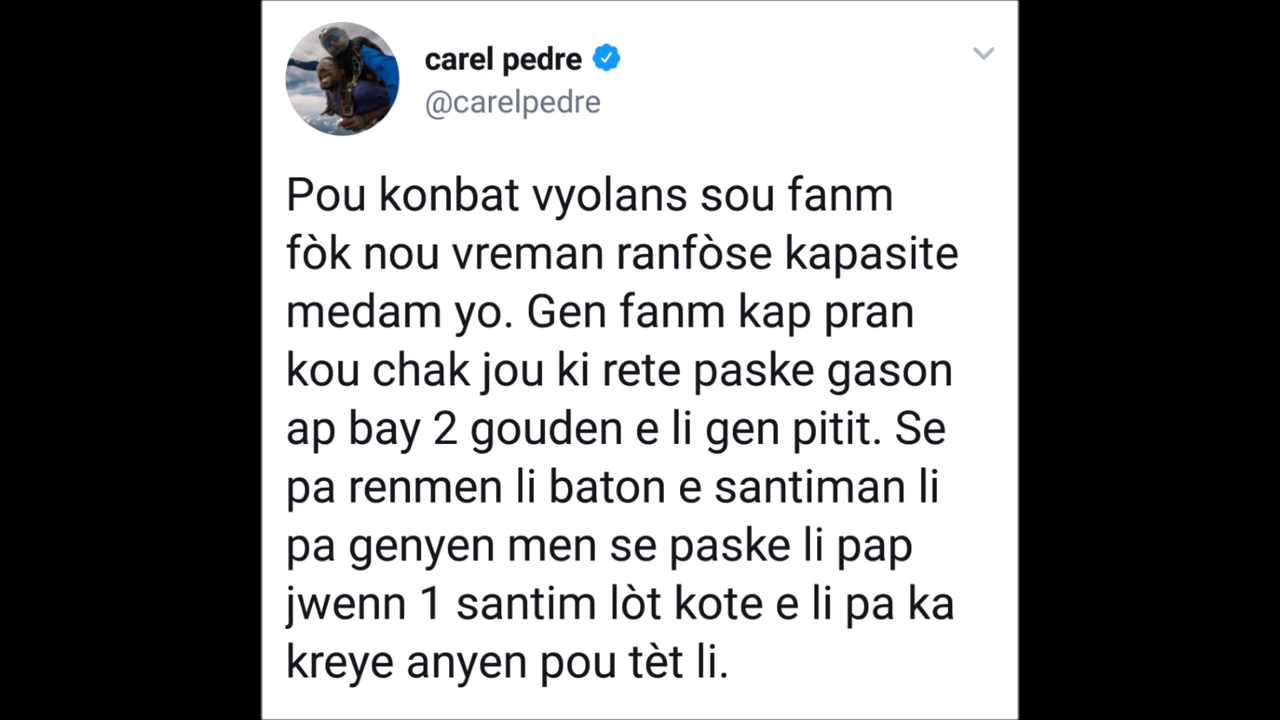 carel pedre
@carelpedre
Pou konbat vyolans sou fanm
fòk nou vreman ranfòse kapasite
medam yo. Gen fanm kap pran
kou chak jou ki rete paske gason
ap bay 2 gouden e li gen pitit. Se
pa renmen li baton e santiman li
pa genyen men se paske li pap
jwenn 1 santim lòt kote e li pa ka
kreye anyen pou tèt li.